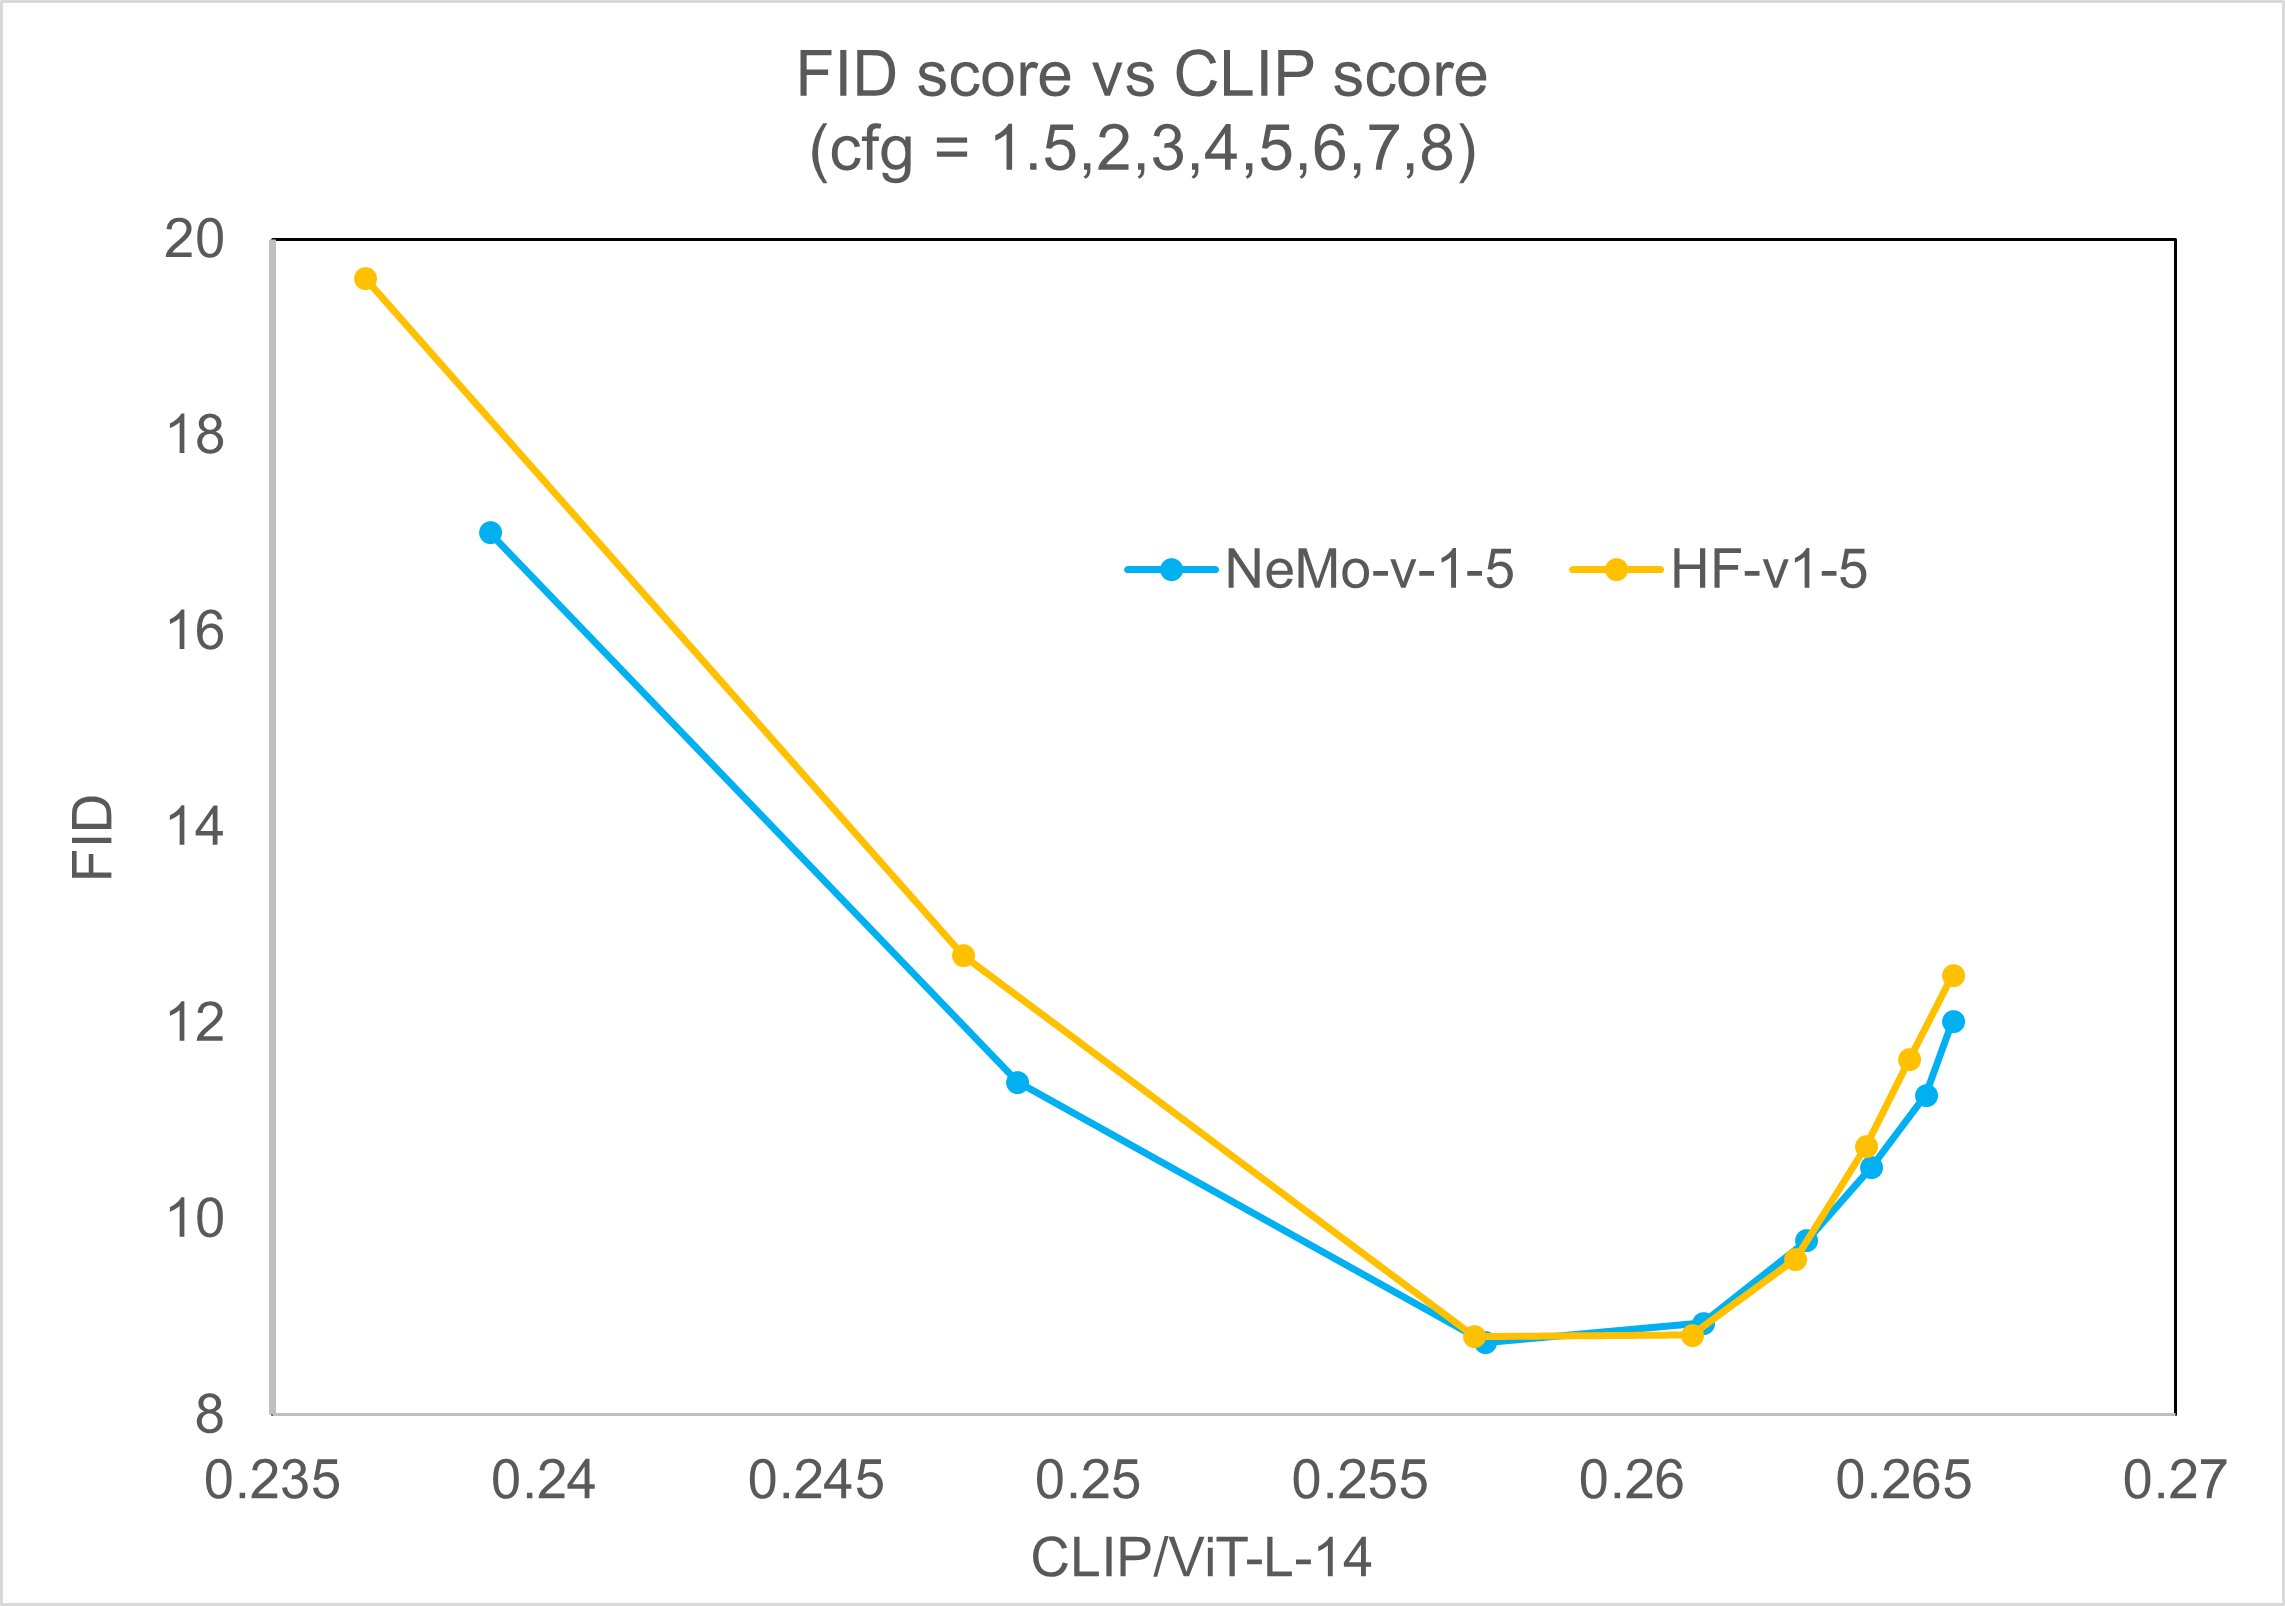 FID score vs CLIP score
(cfg = 1.5,2,3,4,5,6,7,8)
20
18
16
14
12
10
8
FID
NeMo-v-1-5 HF-v1-5
0.235 0.24 0.245 0.25 0.255 0.26 0.265 0.27
CLIP/ViT-L-14